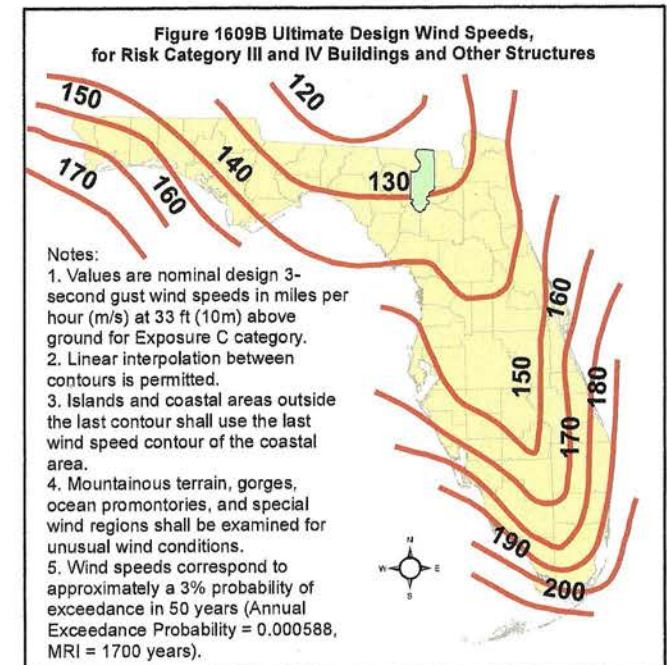 Figure 1609B Ultimate Design Wind Speeds,
for Risk Category III and IV Buildings and Other Structures
120
150
140
130
170
160
Notes:
1. Values are nominal design 3-
second gust wind speeds in miles per
hour (m/s) at 33 ft (10m) above
ground for Exposure C category.
2. Linear interpolation between
contours is permitted.
3. Islands and coastal areas outside
the last contour shall use the last
wind speed contour of the coastal
area.
4. Mountainous terrain, gorges,
ocean promontories, and special
wind regions shall be examined for
unusual wind conditions.
5. Wind speeds correspond to
approximately a 3% probability of
exceedance in 50 years (Annual
Exceedance Probability = 0.000588,
MRI = 1700 years).
160
150
180
170
190
200
N
W
E
S